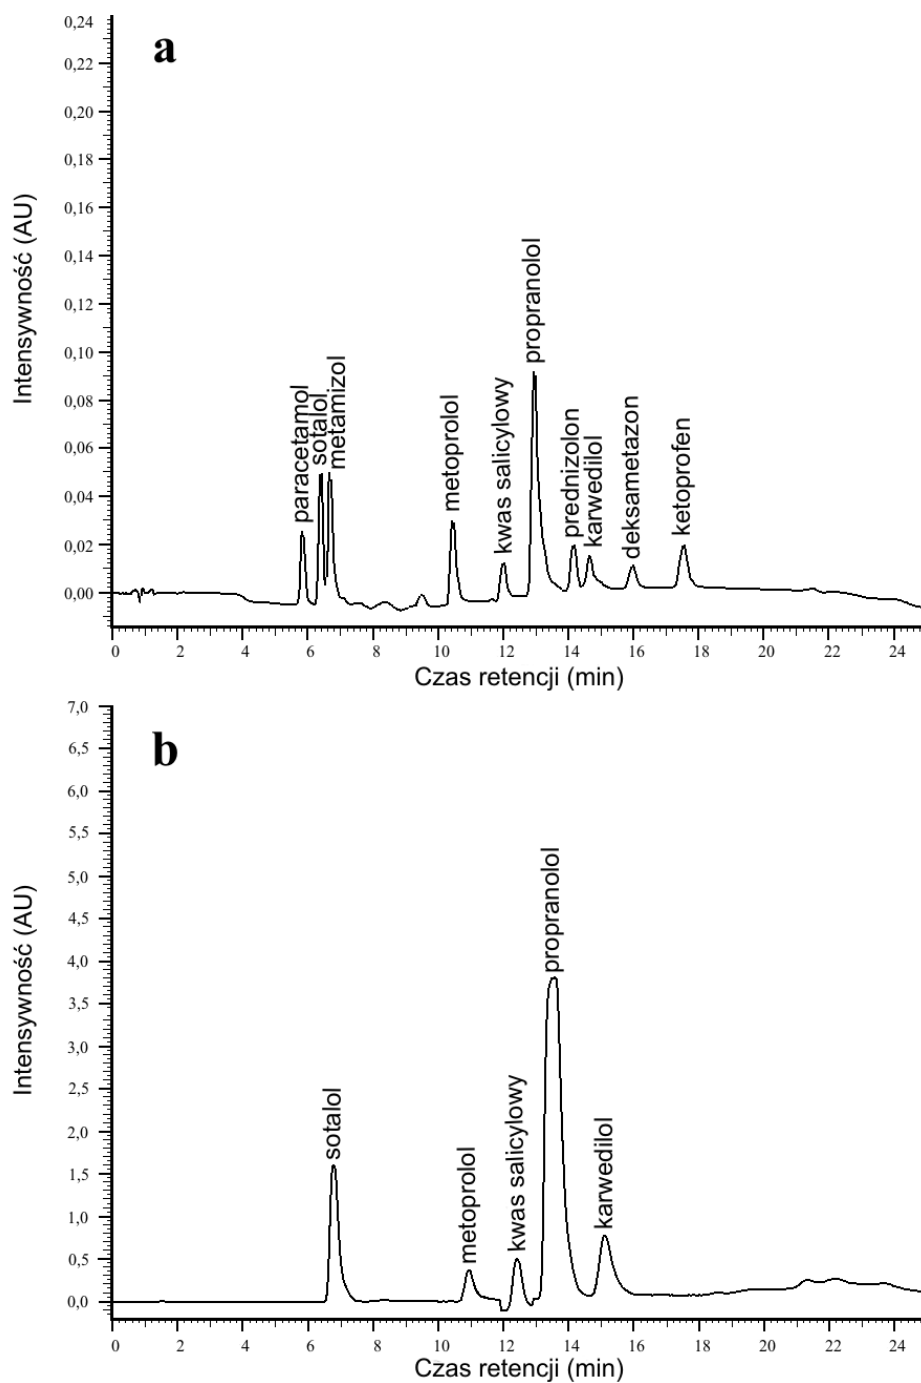 a
Intensywność (AU)
0,24
0,22
0,20
0,18
0,16
0,14
0,12
0,10
0,08
0,06
0,04
0,02
0,00
paracetamol
sotalol
metamizol
metoprolol
kwas salicylowy
propranolol
prednizolon
karwedilol
deksametazon
ketoprofen
0 2 4 6 8 10 12 14 16 18 20 22 24
Czas retencji (min)
b
Intensywność (AU)
7,0
6,5
6,0
5,5
5,0
4,5
4,0
3,5
3,0
2,5
2,0
1,5
1,0
0,5
0,0
sotalol
metoprolol
kwas salicylowy
propranolol
karwedilol
0 2 4 6 8 10 12 14 16 18 20 22 24
Czas retencji (min)